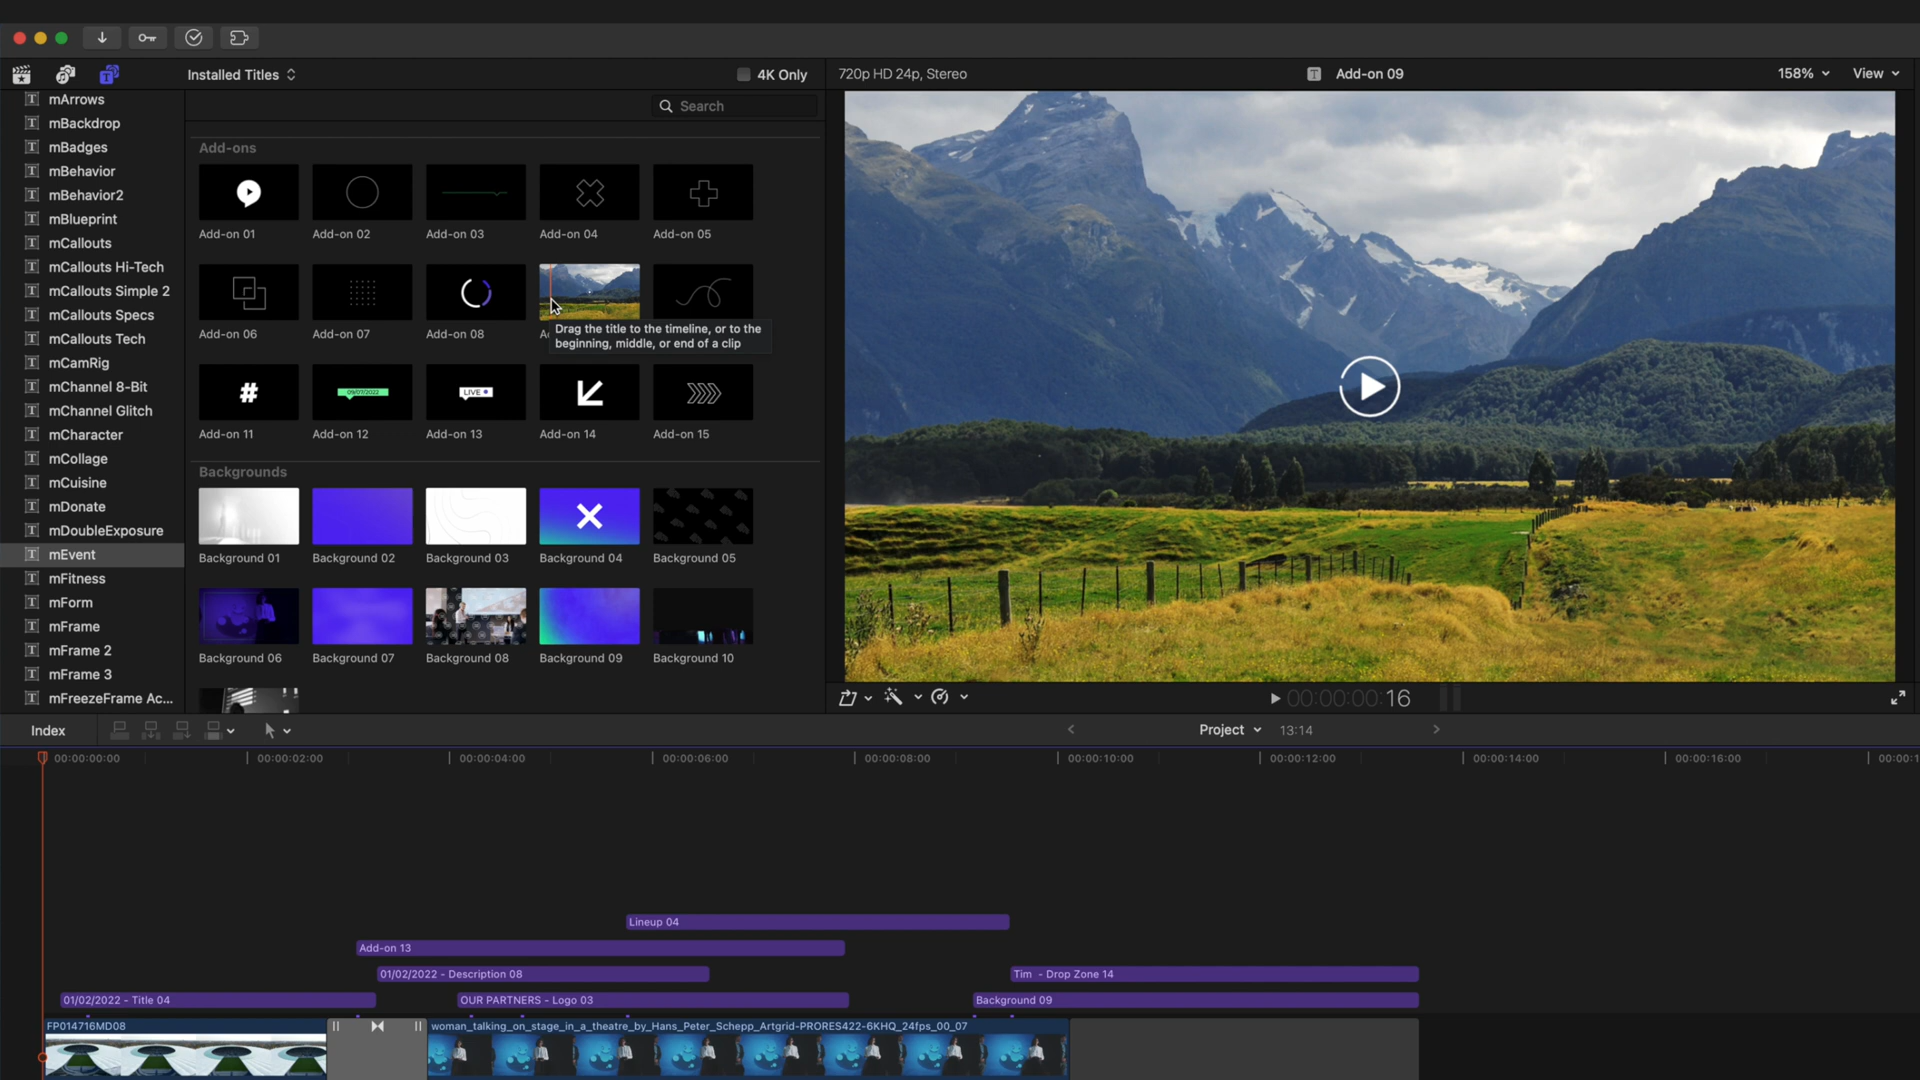 Installed Titles
4K Only
720p HD 24p, Stereo
Add-on 09
158%
View
Search
mArrows
mBackdrop
mBadges
mBehavior
mBehavior2
mBlueprint
mCallouts
mCallouts Hi-Tech
mCallouts Simple 2
mCallouts Specs
mCallouts Tech
mCamRig
mChannel 8-Bit
mChannel Glitch
mCharacter
mCollage
mCuisine
mDonate
mDoubleExposure
mEvent
mFitness
mForm
mFrame
mFrame 2
mFrame 3
mFreezeFrame Ac...
Add-ons
Add-on 01
Add-on 02
Add-on 03
Add-on 04
Add-on 05
Add-on 06
Add-on 07
Add-on 08
Drag the title to the timeline, or to the
beginning, middle, or end of a clip
#
09/07/2022
LIVE
Add-on 11
Add-on 12
Add-on 13
Add-on 14
Add-on 15
Backgrounds
Background 01
Background 02
Background 03
Background 04
Background 05
Background 06
Background 07
Background 08
Background 09
Background 10
00:00:00:16
Index
Project
13:14
00:00:00:00
00:00:02:00
00:00:04:00
00:00:06:00
00:00:08:00
00:00:10:00
00:00:12:00
00:00:14:00
00:00:16:00
00:00:1
Lineup 04
Add-on 13
01/02/2022 - Description 08
Tim - Drop Zone 14
01/02/2022 - Title 04
OUR PARTNERS - Logo 03
Background 09
FP014716MD08
woman_talking_on_stage_in_a_theatre_by_Hans_Peter_Schepp_Artgrid-PRORES422-6KHQ_24fps_00_07